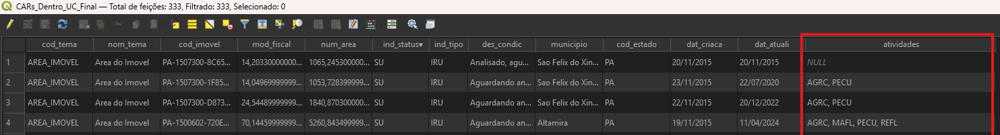 CARs_Dentro_UC_Final — Total de feições: 333, Filtrado: 333, Selecionado: 0
cod_tema nom_tema cod_imovel mod_fiscal num_area ind_status ind_tipo des_condic municipio cod_estado dat_criaca dat_atuali atividades
1 AREA_IMOVEL Area do Imovel PA-1507300-8C65... 14,20330000000... 1065,245300000... SU IRU Analisado, agu... Sao Felix do Xin... PA 20/11/2015 20/11/2015 NULL
2 AREA_IMOVEL Area do Imovel PA-1507300-1F85... 14,04969999999... 1053,728399999... SU IRU Aguardando an... Sao Felix do Xin... PA 23/11/2015 22/07/2020 AGRC, PECU
3 AREA_IMOVEL Area do Imovel PA-1507300-D873... 24,54489999999... 1840,870300000... SU IRU Aguardando an... Sao Felix do Xin... PA 22/11/2015 20/12/2022 AGRC, PECU
4 AREA_IMOVEL Area do Imovel PA-1500602-720E... 70,14459999999... 5260,843499999... SU IRU Aguardando an... Altamira PA 19/11/2015 11/04/2024 AGRC, MAFL, PECU, REFL